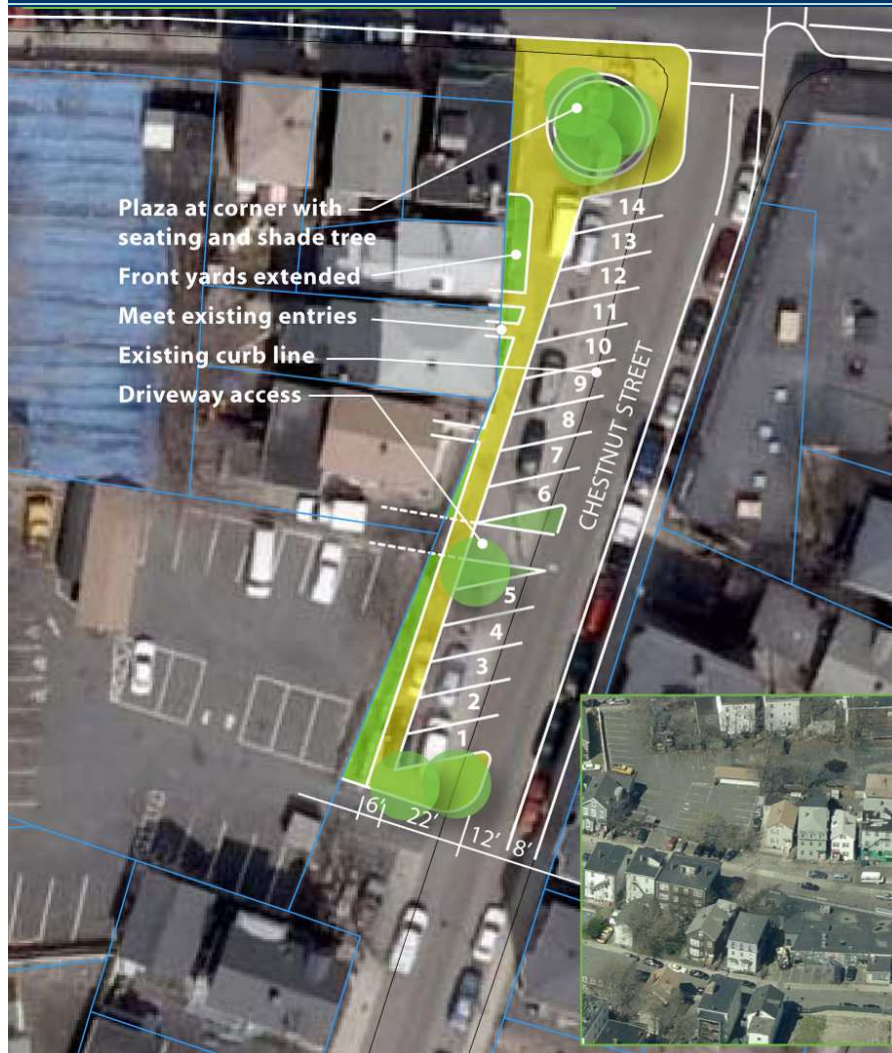 Plaza at corner with
seating and shade tree
Front yards extended
Meet existing entries
Existing curb line
Driveway access
14
13
12
11
10
9
8
7
6
5
4
3
2
1
CHESTNUT STREET
6'
22'
12'
8'